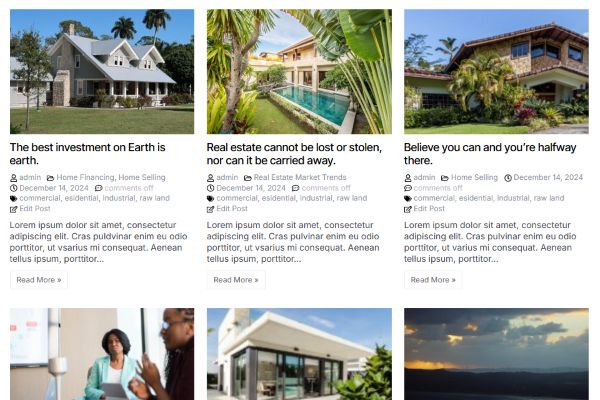 The best investment on Earth is
earth.
admin Home Financing, Home Selling
December 14, 2024 comments off
commercial, esidential, industrial, raw land
Edit Post
Lorem ipsum dolor sit amet, consectetur
adipiscing elit. Cras puldvinar enim eu odio
porttitor, ut vsarius mi consequat. Aenean
tellus ipsum, porttitor...
Read More »
Real estate cannot be lost or stolen,
nor can it be carried away.
admin Real Estate Market Trends
December 14, 2024 comments off
commercial, esidential, industrial, raw land
Edit Post
Lorem ipsum dolor sit amet, consectetur
adipiscing elit. Cras puldvinar enim eu odio
porttitor, ut vsarius mi consequat. Aenean
tellus ipsum, porttitor...
Read More »
Believe you can and you’re halfway
there.
admin Home Selling December 14, 2024
comments off
commercial, esidential, industrial, raw land
Edit Post
Lorem ipsum dolor sit amet, consectetur
adipiscing elit. Cras puldvinar enim eu odio
porttitor, ut vsarius mi consequat. Aenean
tellus ipsum, porttitor...
Read More »